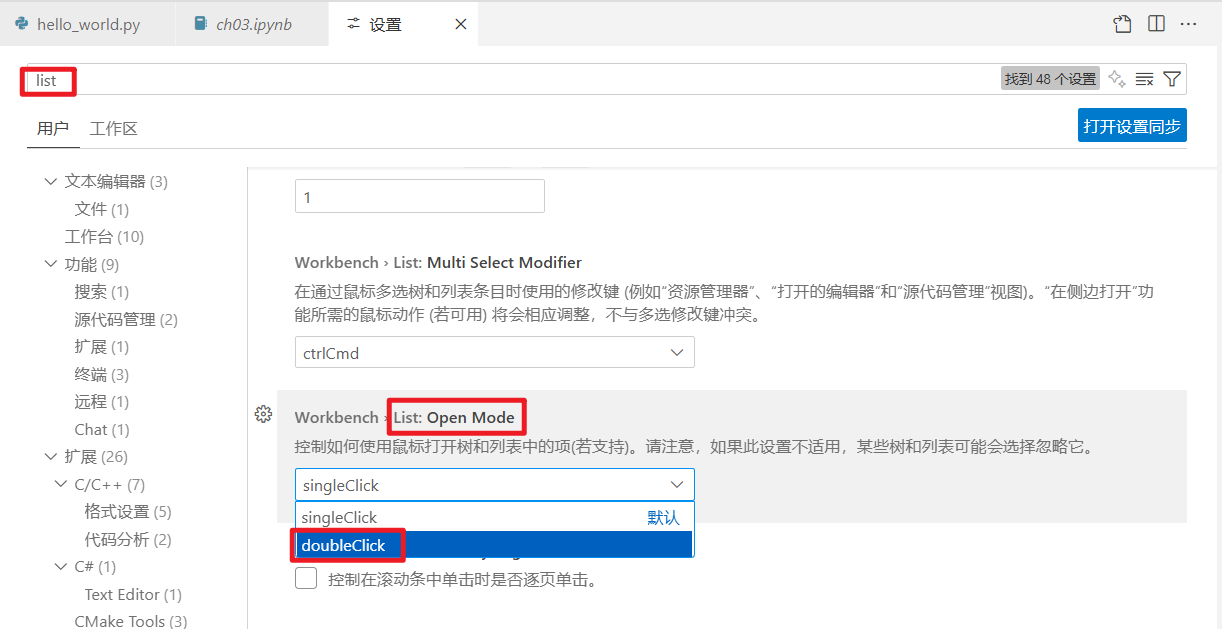 hello_world.py
ch03.ipynb
设置
list
找到 48 个设置
用户
工作区
打开设置同步
文本编辑器 (3)
文件 (1)
工作台 (10)
功能 (9)
搜索 (1)
源代码管理 (2)
扩展 (1)
终端 (3)
远程 (1)
Chat (1)
扩展 (26)
C/C++ (7)
格式设置 (5)
代码分析 (2)
C# (1)
Text Editor (1)
CMake Tools (3)
1
Workbench › List: Multi Select Modifier
在通过鼠标多选树和列表条目时使用的修改键 (例如“资源管理器”、“打开的编辑器”和“源代码管理”视图)。“在侧边打开”功
能所需的鼠标动作 (若可用) 将会相应调整，不与多选修改键冲突。
ctrlCmd
Workbench › List: Open Mode
控制如何使用鼠标打开树和列表中的项(若支持)。请注意，如果此设置不适用，某些树和列表可能会选择忽略它。
singleClick
singleClick 默认
doubleClick
控制在滚动条中单击时是否逐页单击。